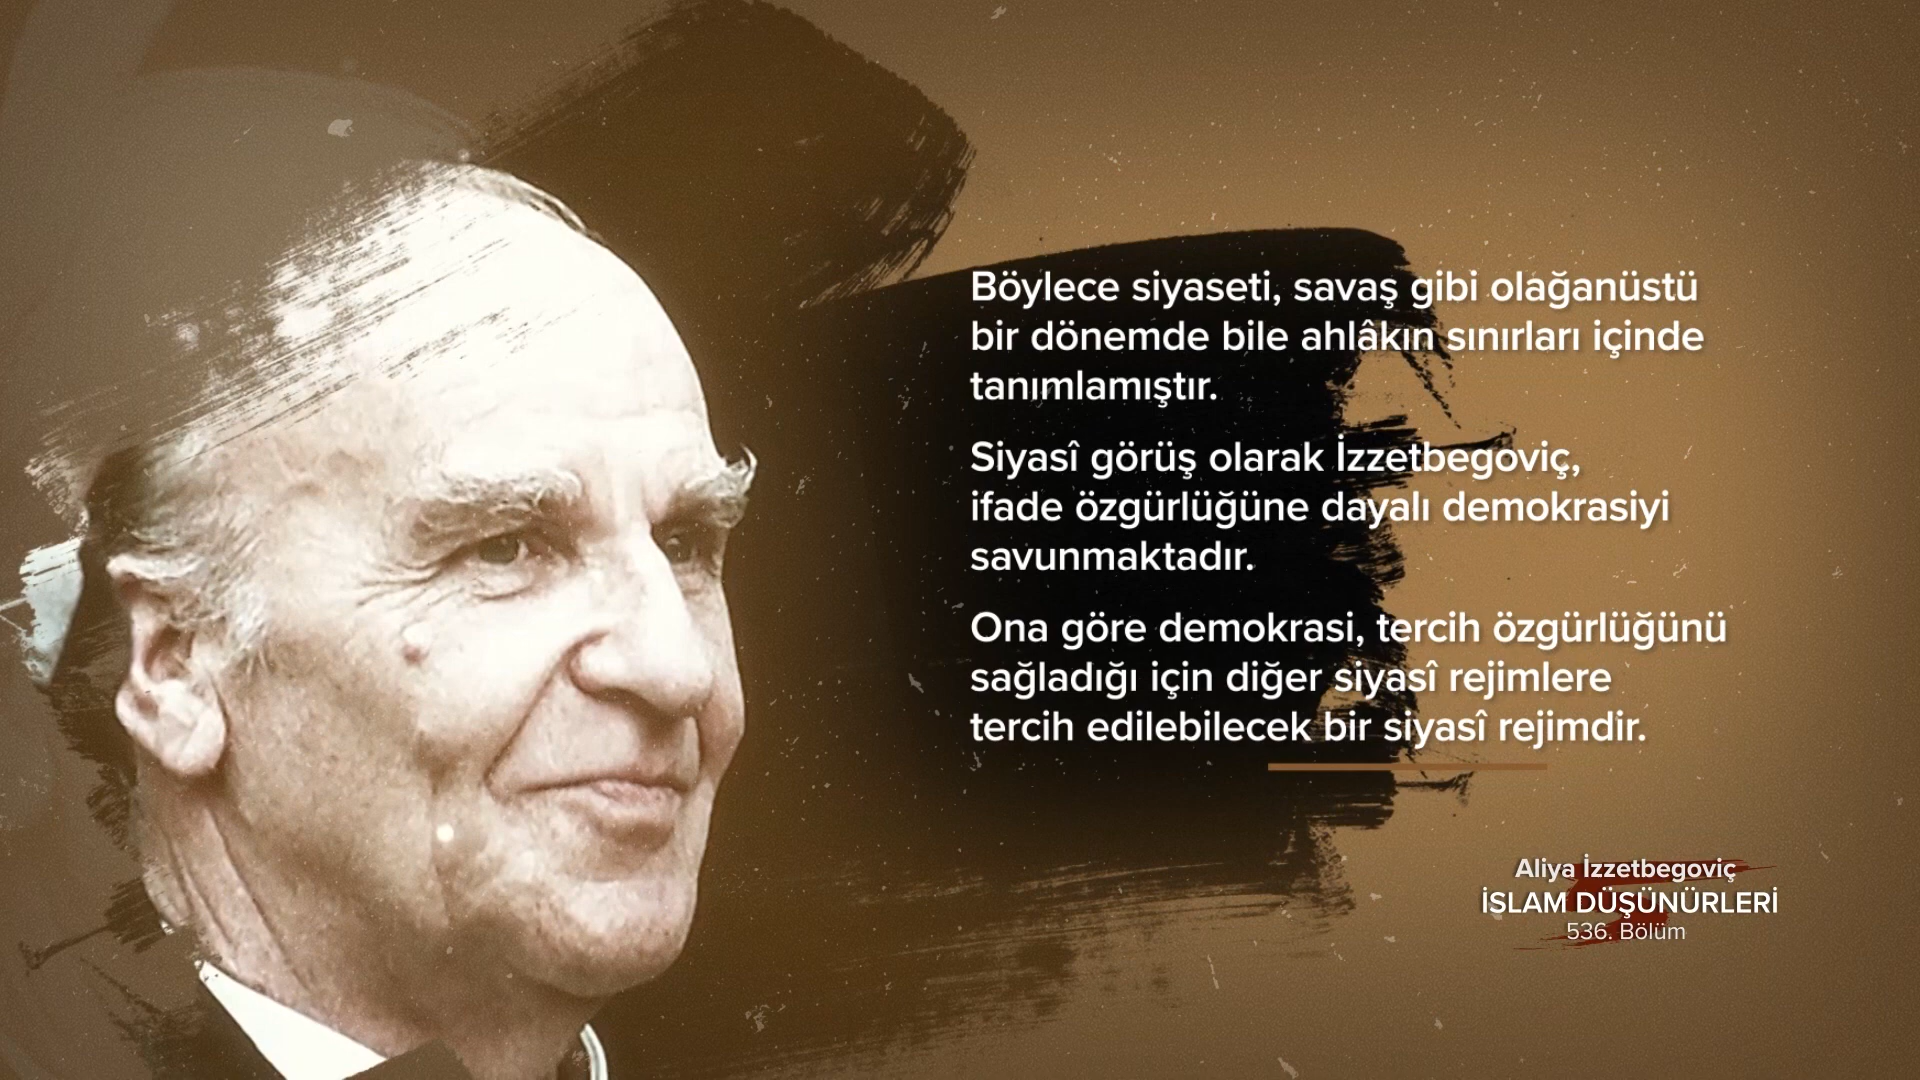 Böylece siyaseti, savaş gibi olağanüstü
bir dönemde bile ahlâkın sınırları içinde
tanımlamıştır.
Siyasî görüş olarak İzzetbegoviç,
ifade özgürlüğüne dayalı demokrasiyi
savunmaktadır.
Ona göre demokrasi, tercih özgürlüğünü
sağladığı için diğer siyasî rejimlere
tercih edilebilecek bir siyasî rejimdir.
Aliya İzzetbegoviç
İSLAM DÜŞÜNÜRLERİ
536. Bölüm